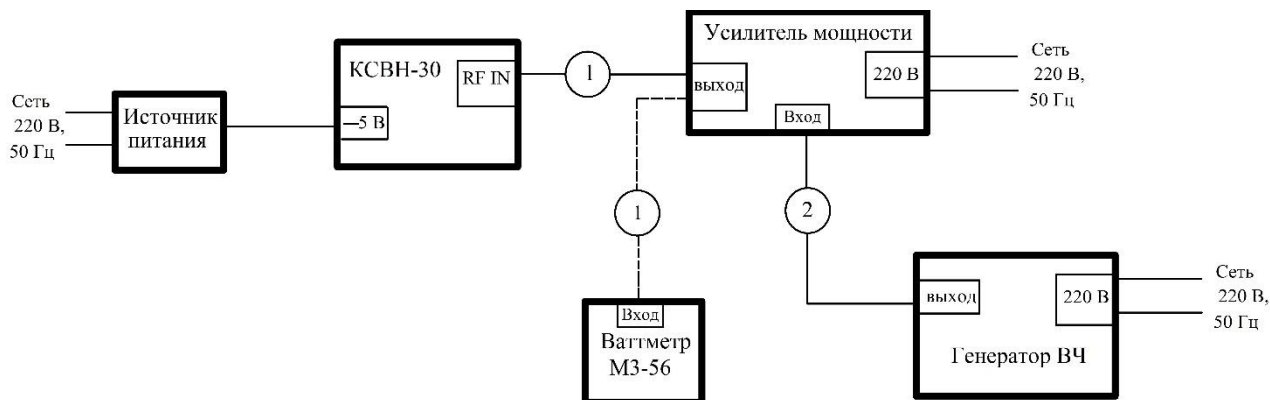 Сеть
220 В,
50 Гц
Источник
питания
КСВН-30
RF IN
—5 В
1
Усилитель мощности
выход
220 В
Вход
Сеть
220 В,
50 Гц
1
2
Вход
Ваттметр
М3-56
выход
220 В
Генератор ВЧ
Сеть
220 В,
50 Гц